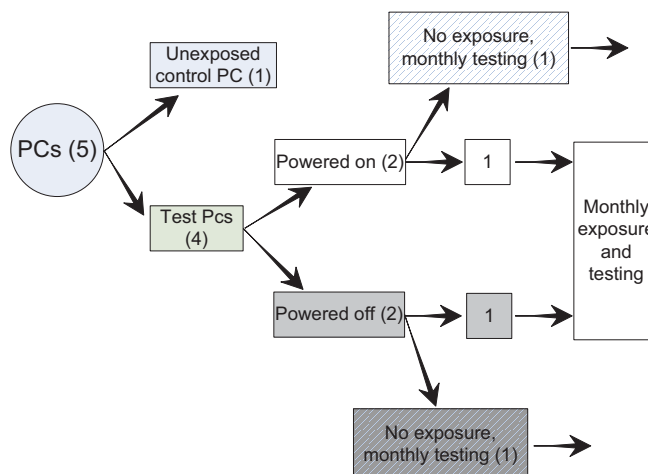 No exposure,
monthly testing (1)
Unexposed
control PC (1)
PCs (5)
Powered on (2)
1
Test Pcs
(4)
Monthly
exposure
and
testing
Powered off (2)
1
No exposure,
monthly testing (1)